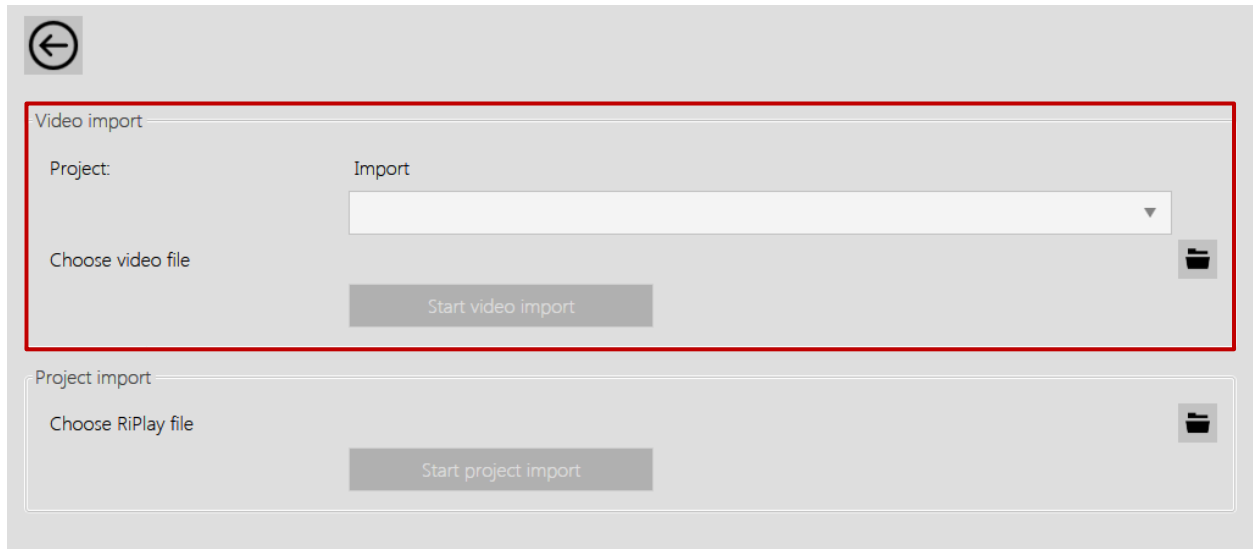 Video import
Project: Import
Choose video file
Start video import
Project import
Choose RiPlay file
Start project import